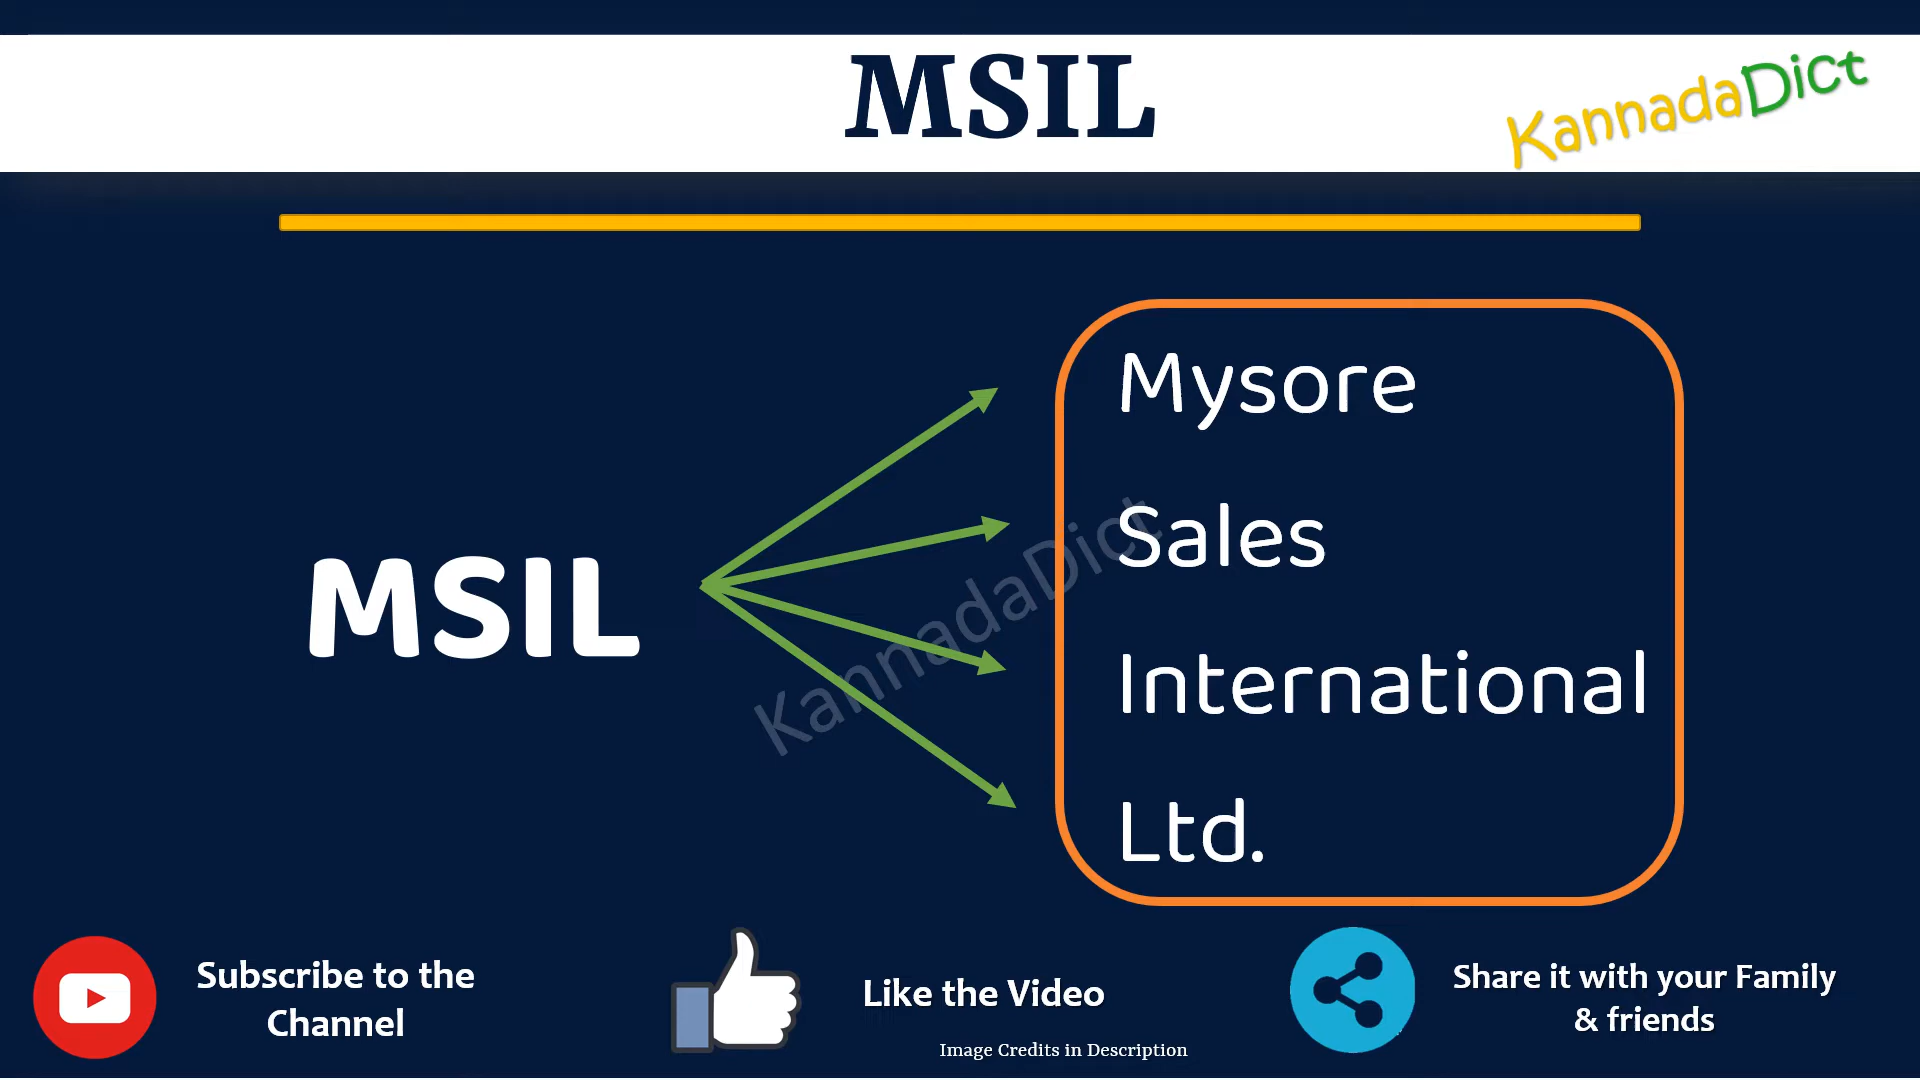 MSIL
KannadaDict
MSIL
Mysore
Sales
International
Ltd.
KannadaDict
Subscribe to the
Channel
Like the Video
Share it with your Family
& friends
Image Credits in Description